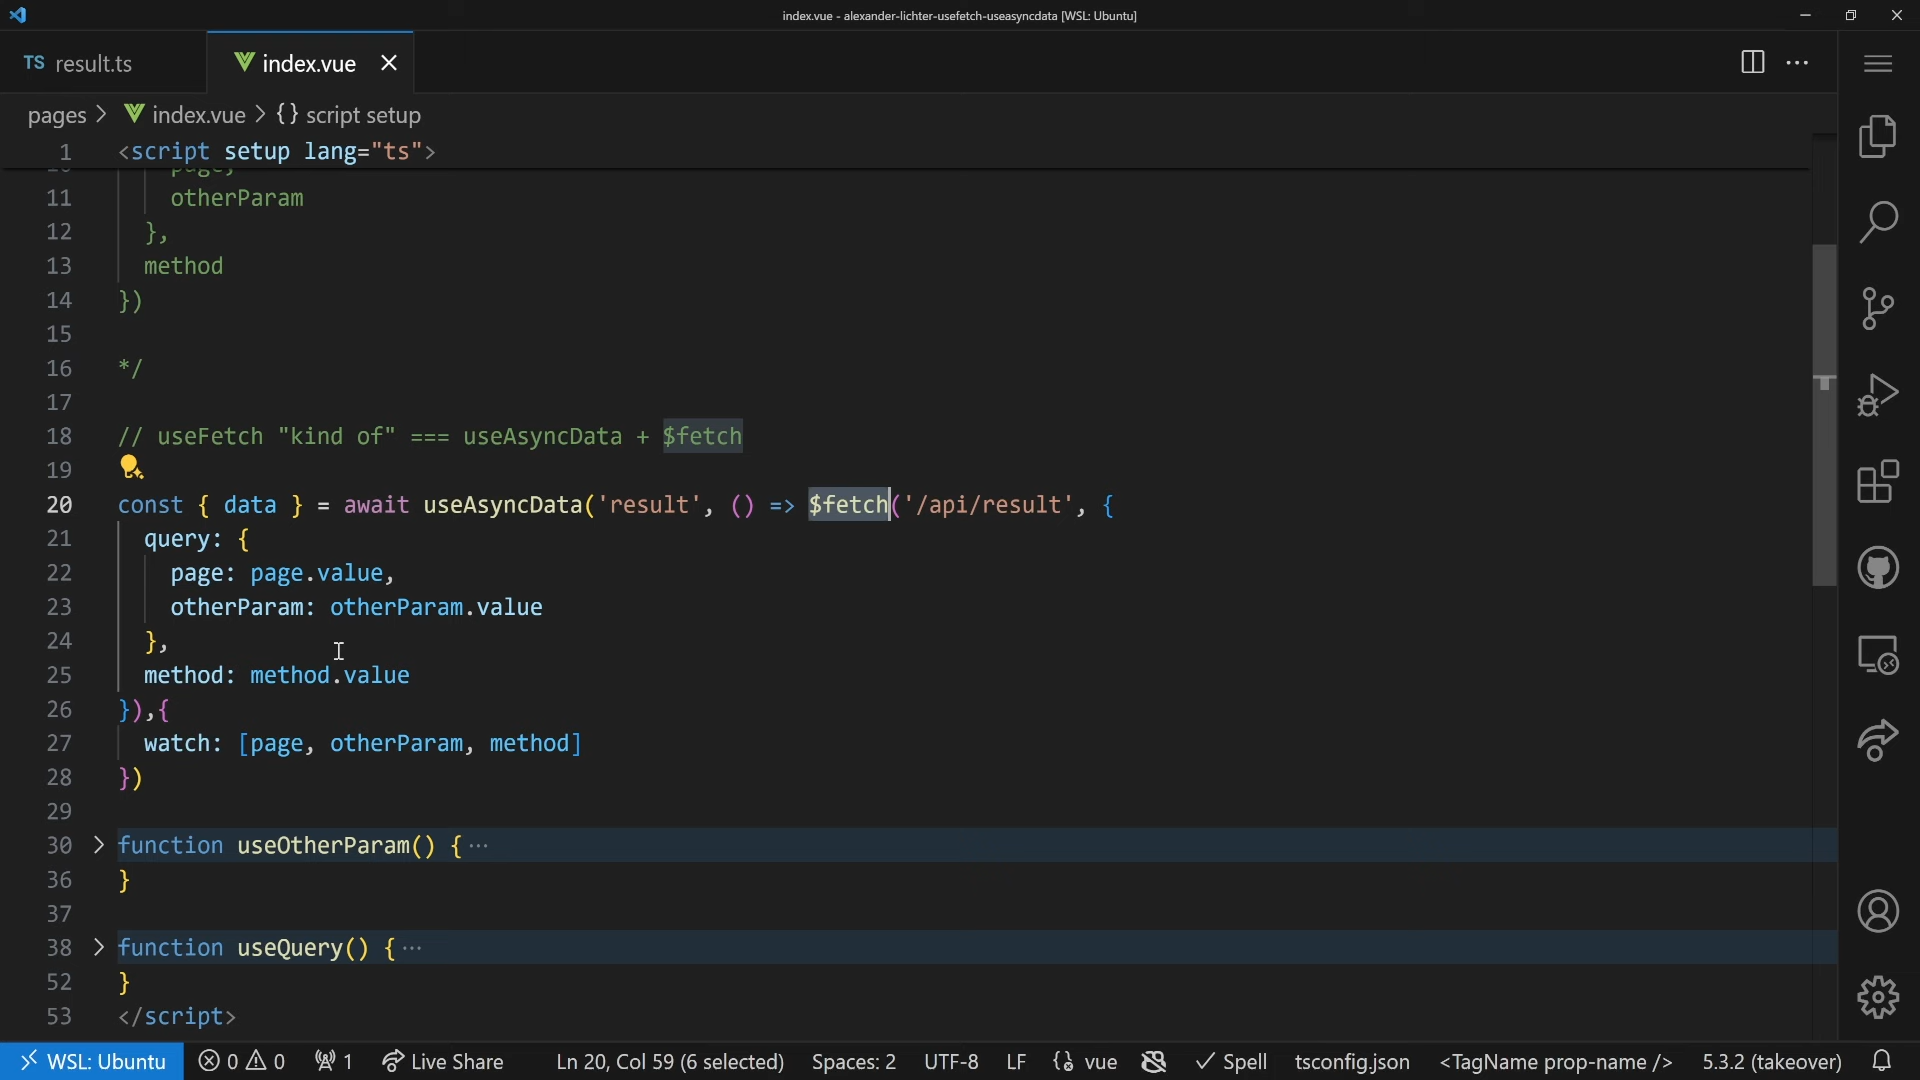 index.vue - alexander-lichter-usefetch-useasyncdata [WSL: Ubuntu]
TS result.ts
index.vue
pages > index.vue > {} script setup
1 <script setup lang="ts">
10 page,
11 otherParam
12 },
13 method
14 })
15
16 */
17
18 // useFetch "kind of" === useAsyncData + $fetch
19
20 const { data } = await useAsyncData('result', () => $fetch('/api/result', {
21 query: {
22 page: page.value,
23 otherParam: otherParam.value
24 },
25 method: method.value
26 }),{
27 watch: [page, otherParam, method]
28 })
29
30 function useOtherParam() { ···
36 }
37
38 function useQuery() { ···
52 }
53 </script>
WSL: Ubuntu 0 0 1 Live Share Ln 20, Col 59 (6 selected) Spaces: 2 UTF-8 LF {} vue Spell tsconfig.json <TagName prop-name /> 5.3.2 (takeover)